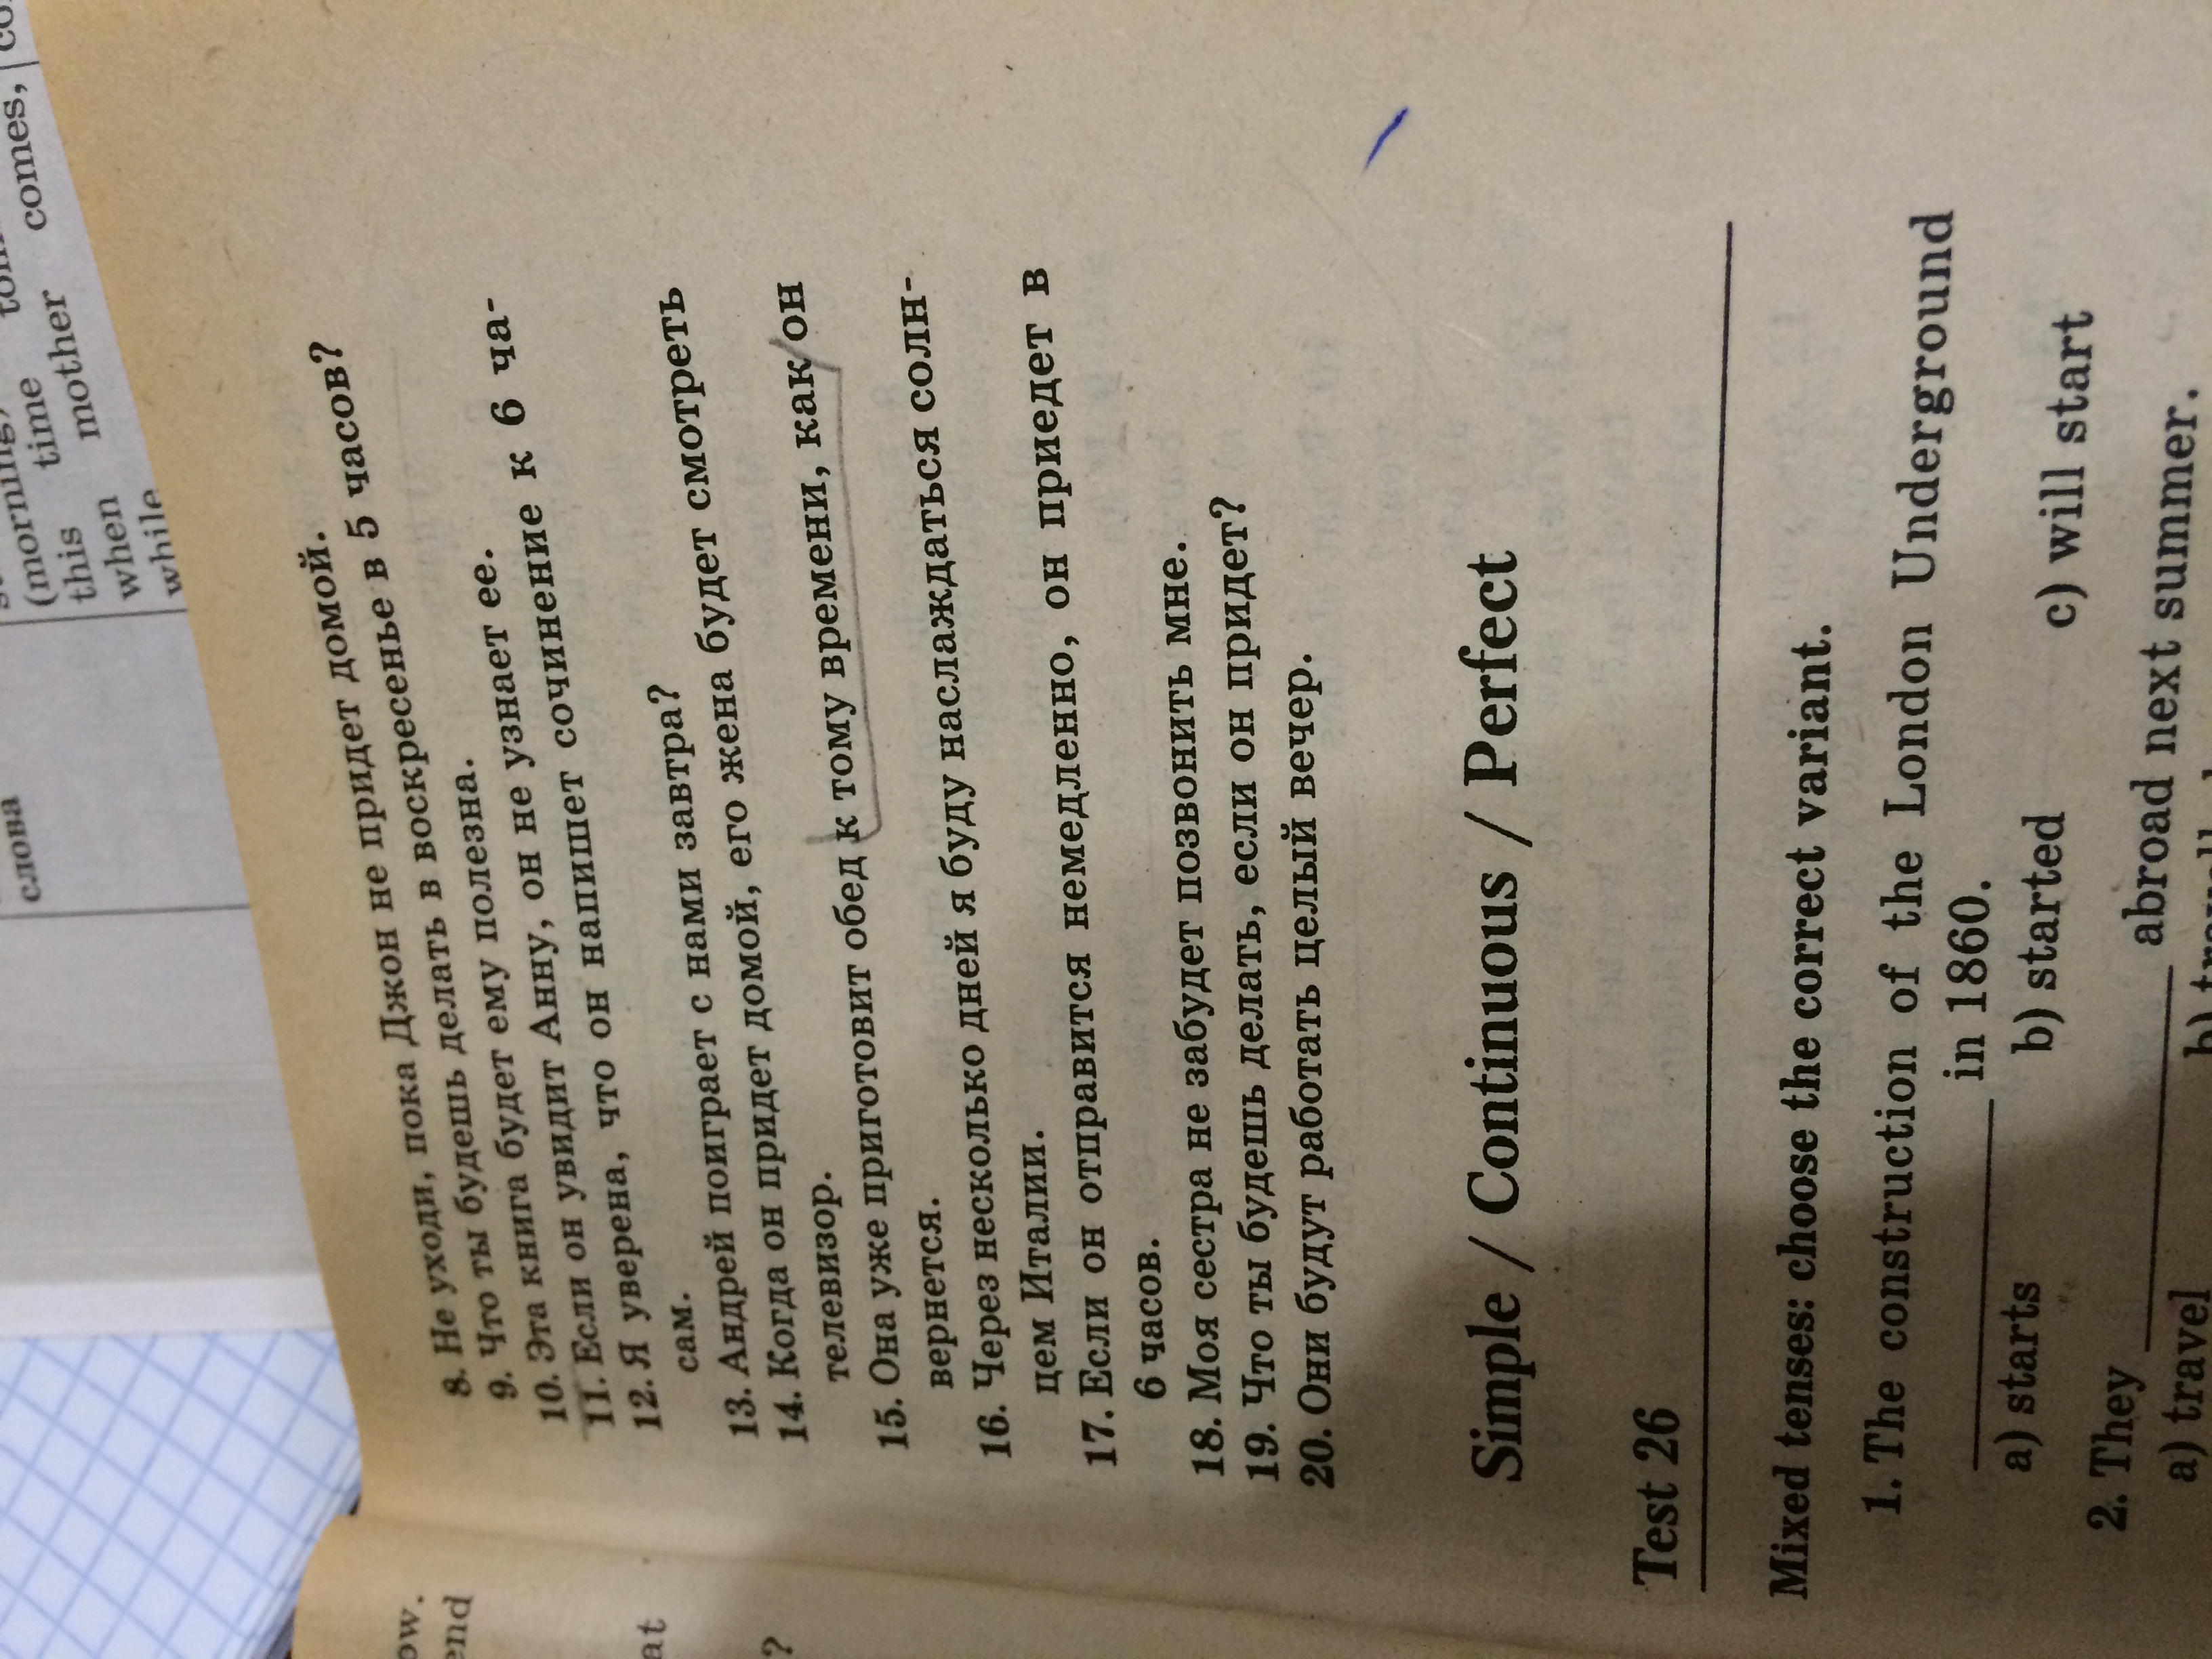 слова
(morning,
this time
when mother comes,
while
8. Не уходи, пока Джон не придет домой.
9. Что ты будешь делать в воскресенье в 5 часов?
10. Эта книга будет ему полезна.
11. Если он увидит Анну, он не узнает ее.
12. Я уверена, что он напишет сочинение к 6 ча-
сам.
13. Андрей поиграет с нами завтра?
14. Когда он придет домой, его жена будет смотреть
телевизор.
15. Она уже приготовит обед к тому времени, как он
вернется.
16. Через несколько дней я буду наслаждаться солн-
цем Италии.
17. Если он отправится немедленно, он приедет в
6 часов.
18. Моя сестра не забудет позвонить мне.
19. Что ты будешь делать, если он придет?
20. Они будут работать целый вечер.
Simple / Continuous / Perfect
Test 26
Mixed tenses: choose the correct variant.
1. The construction of the London Underground
in 1860.
a) starts b) started c) will start
2. They abroad next summer.
a) travel
ow.
end
at
?